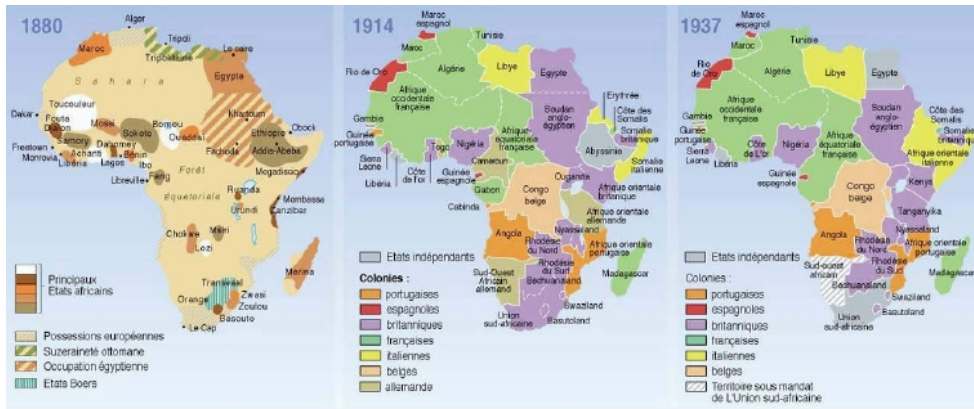 1880
Alger
Tripoli
Maroc
Tripolitaine
Le caire
Sahara
Egypte
Toucouleur
Dakar
Fouta
Djalon
Mossi
Bornou
Khartoum
Samory
Sokoto
Ouaddaï
Ethiopie
Obock
Freetown
Dahomey
Fachoda
Addis-Abeba
Monrovia
Achanti
Bénin
Libéria
Lagos
Ibo
Forêt
Mogadiscio
Libreville
Fang
équatoriale
Ruanda
Mombassa
Urundi
Zanzibar
Chokwe
Msiri
Lozi
Merina
Transvaal
Orange
Zwasi
Zoulou
Basouto
Le Cap
Principaux
Etats africains
Possessions européennes
Suzeraineté ottomane
Occupation égyptienne
Etats Boers
1914
Maroc
espagnol
Tunisie
Maroc
Rio de Oro
Algérie
Libye
Egypte
Afrique
occidentale
française
Erythrée
Gambie
Soudan
anglo-
égyptien
Côte des
Somalis
Guinée
portugaise
Nigéria
Afrique
équatoriale
française
Somalie
britannique
Sierra
Leone
Togo
Abyssinie
Libéria
Côte
de l'or
Cameroun
Guinée
espagnole
Somalie
italienne
Ouganda
Gabon
Congo
belge
Afrique orientale
britannique
Cabinda
Afrique orientale
allemande
Angola
Nyassaland
Rhodésie
du Nord
Afrique orientale
portugaise
Rhodésie
du Sud
Sud-Ouest
Africain
allemand
Bechuanaland
Madagascar
Swaziland
Union
sud-africaine
Basutoland
Etats indépendants
Colonies :
portugaises
espagnoles
britanniques
françaises
italiennes
belges
allemande
1937
Maroc espagnol
Tunisie
Maroc
Rio
de Oro
Algérie
Libye
Egypte
Afrique
occidentale
française
Gambie
Soudan
anglo-
égyptien
Côte des
Somalis
Guinée
portugaise
Nigéria
Afrique
équatoriale
française
Somalie
britannique
Sierra
Leone
Côte
de L'or
Afrique orientale
italienne
Libéria
Guinée
espagnole
Kenya
Congo
belge
Tanganyika
Angola
Nyassaland
Rhodésie
du Nord
Afrique orientale
portugaise
Rhodésie
du Sud
Sud-ouest
africain
Bechuanaland
Madagascar
Swaziland
Basutoland
Union
sud-africaine
Etats indépendants
Colonies :
portugaises
espagnoles
britanniques
françaises
italiennes
belges
Territoire sous mandat
de L'Union sud-africaine